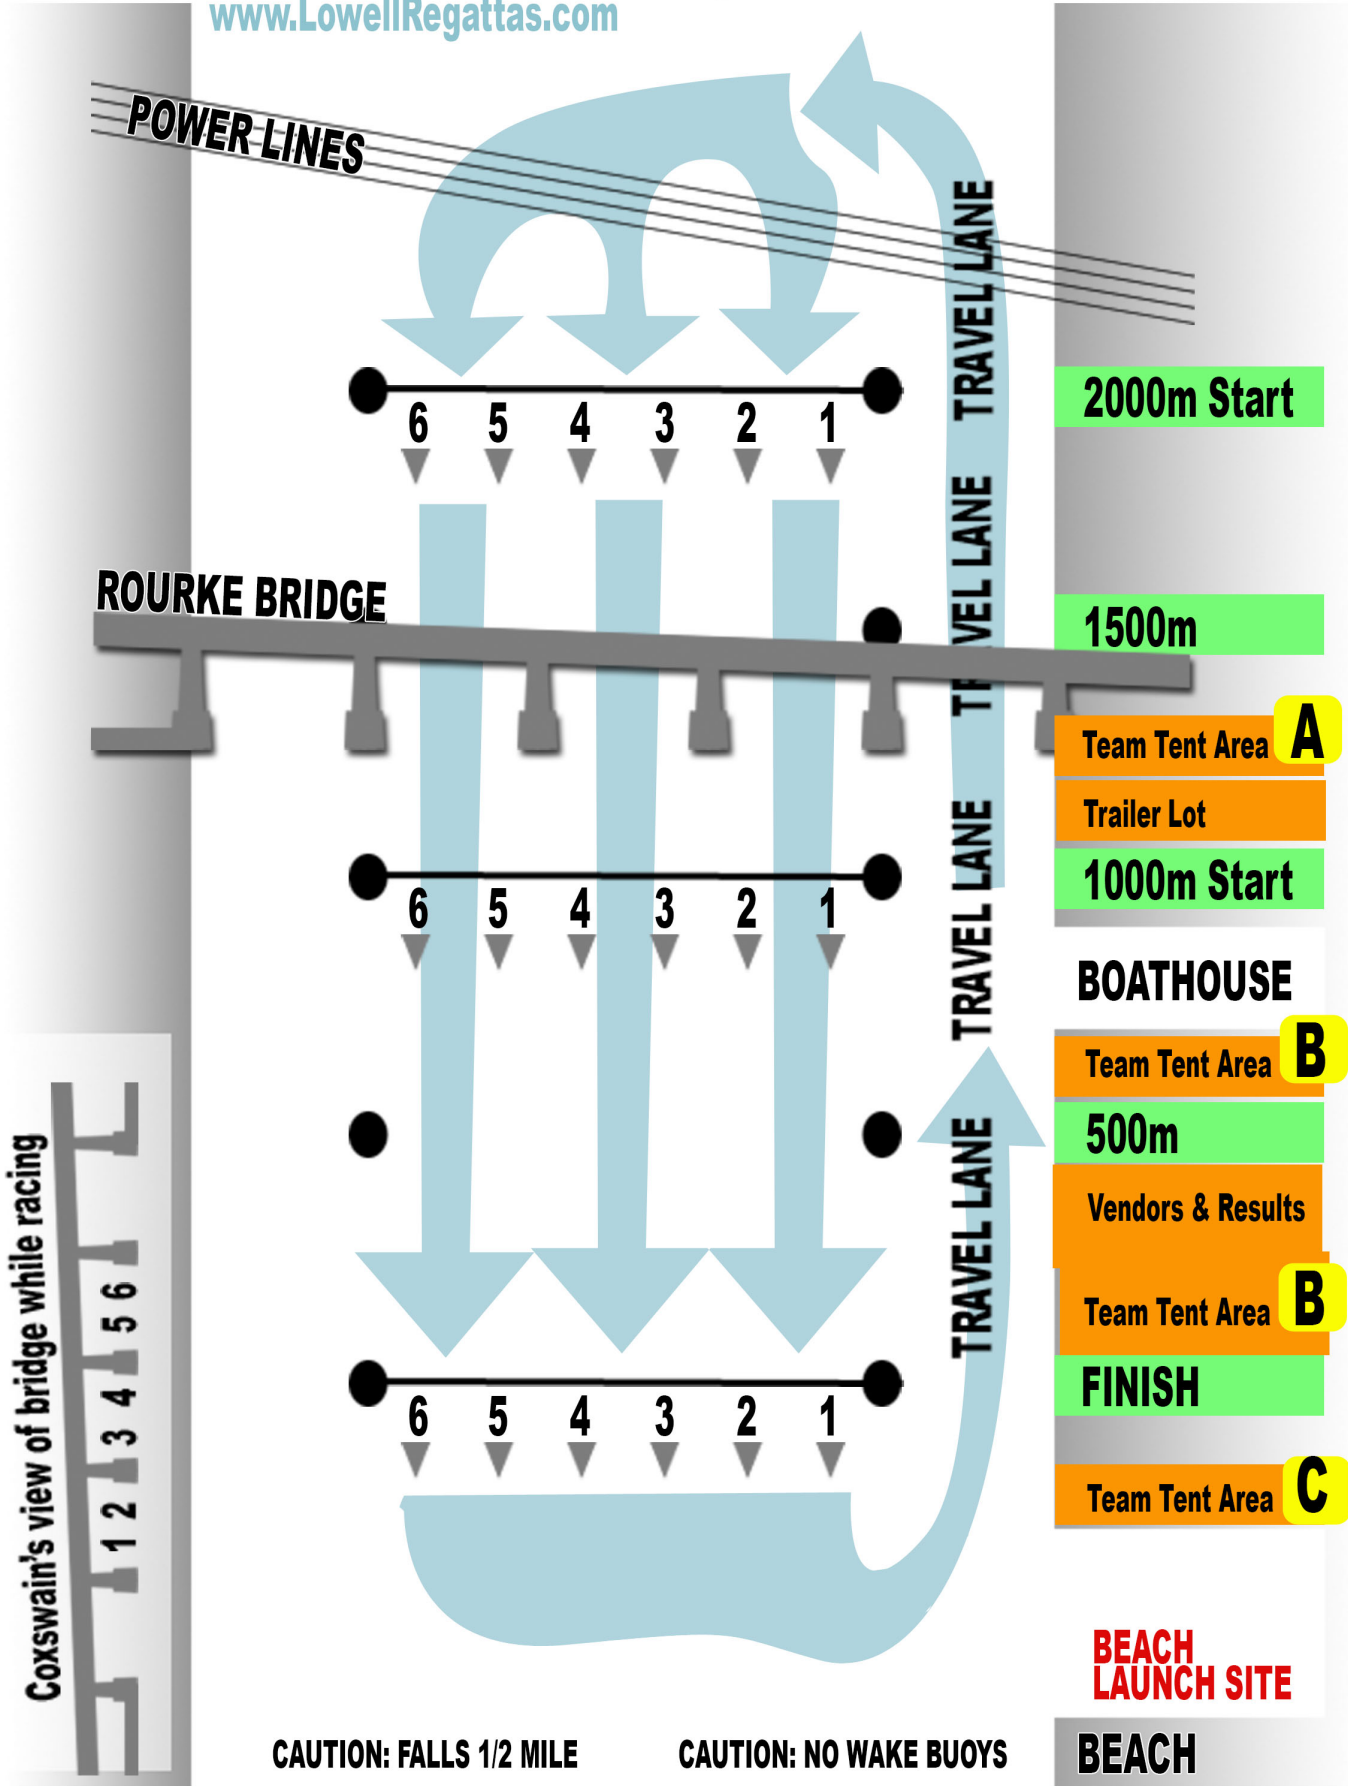 www.LowellRegattas.com
POWER LINES
TRAVEL LANE
2000m Start
6 5 4 3 2 1
TRAVEL LANE
ROURKE BRIDGE
1500m
Team Tent Area A
Trailer Lot
TRAVEL LANE
1000m Start
6 5 4 3 2 1
BOATHOUSE
Team Tent Area B
500m
TRAVEL LANE
Vendors & Results
Team Tent Area B
Coxswain's view of bridge while racing
1 2 3 4 5 6
FINISH
6 5 4 3 2 1
Team Tent Area C
BEACH
LAUNCH SITE
CAUTION: FALLS 1/2 MILE
CAUTION: NO WAKE BUOYS
BEACH